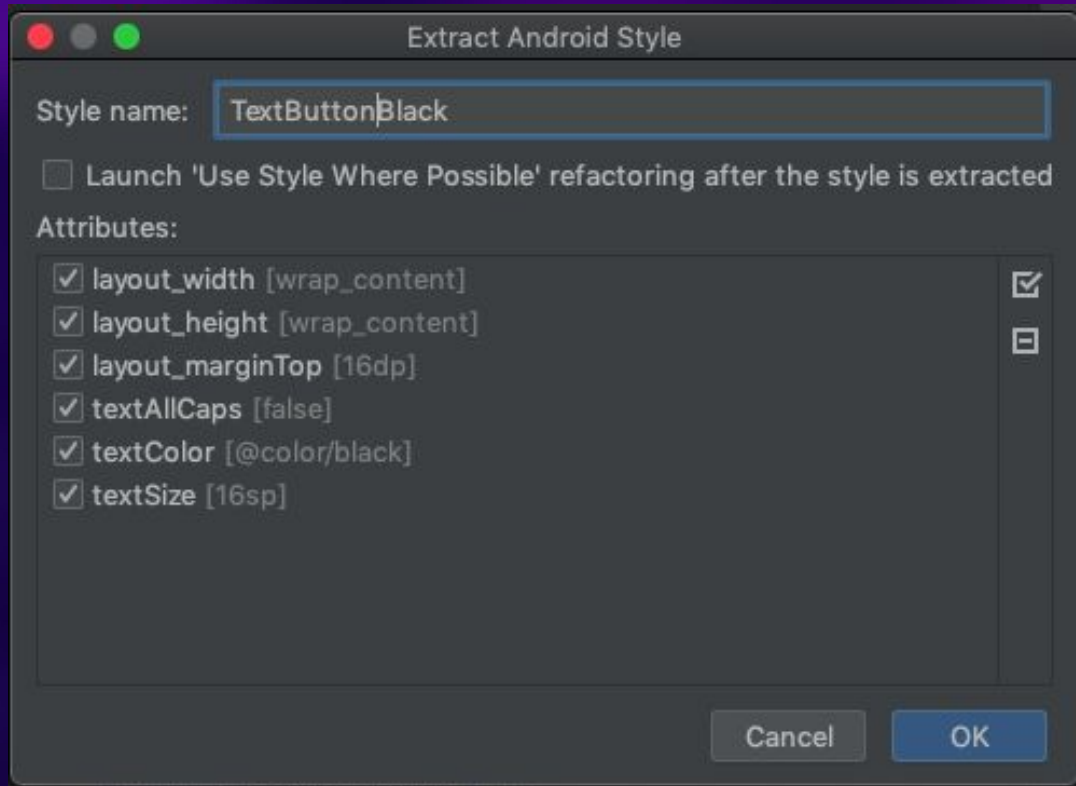 Extract Android Style
Style name: TextButtonBlack
Launch 'Use Style Where Possible' refactoring after the style is extracted
Attributes:
layout_width [wrap_content]
layout_height [wrap_content]
layout_marginTop [16dp]
textAllCaps [false]
textColor [@color/black]
textSize [16sp]
Cancel OK